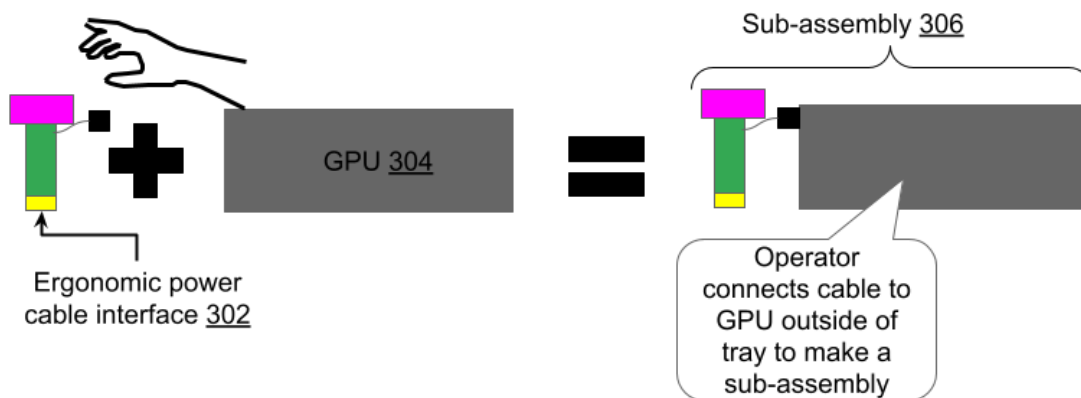 Sub-assembly 306
GPU 304
Ergonomic power
cable interface 302
Operator
connects cable to
GPU outside of
tray to make a
sub-assembly